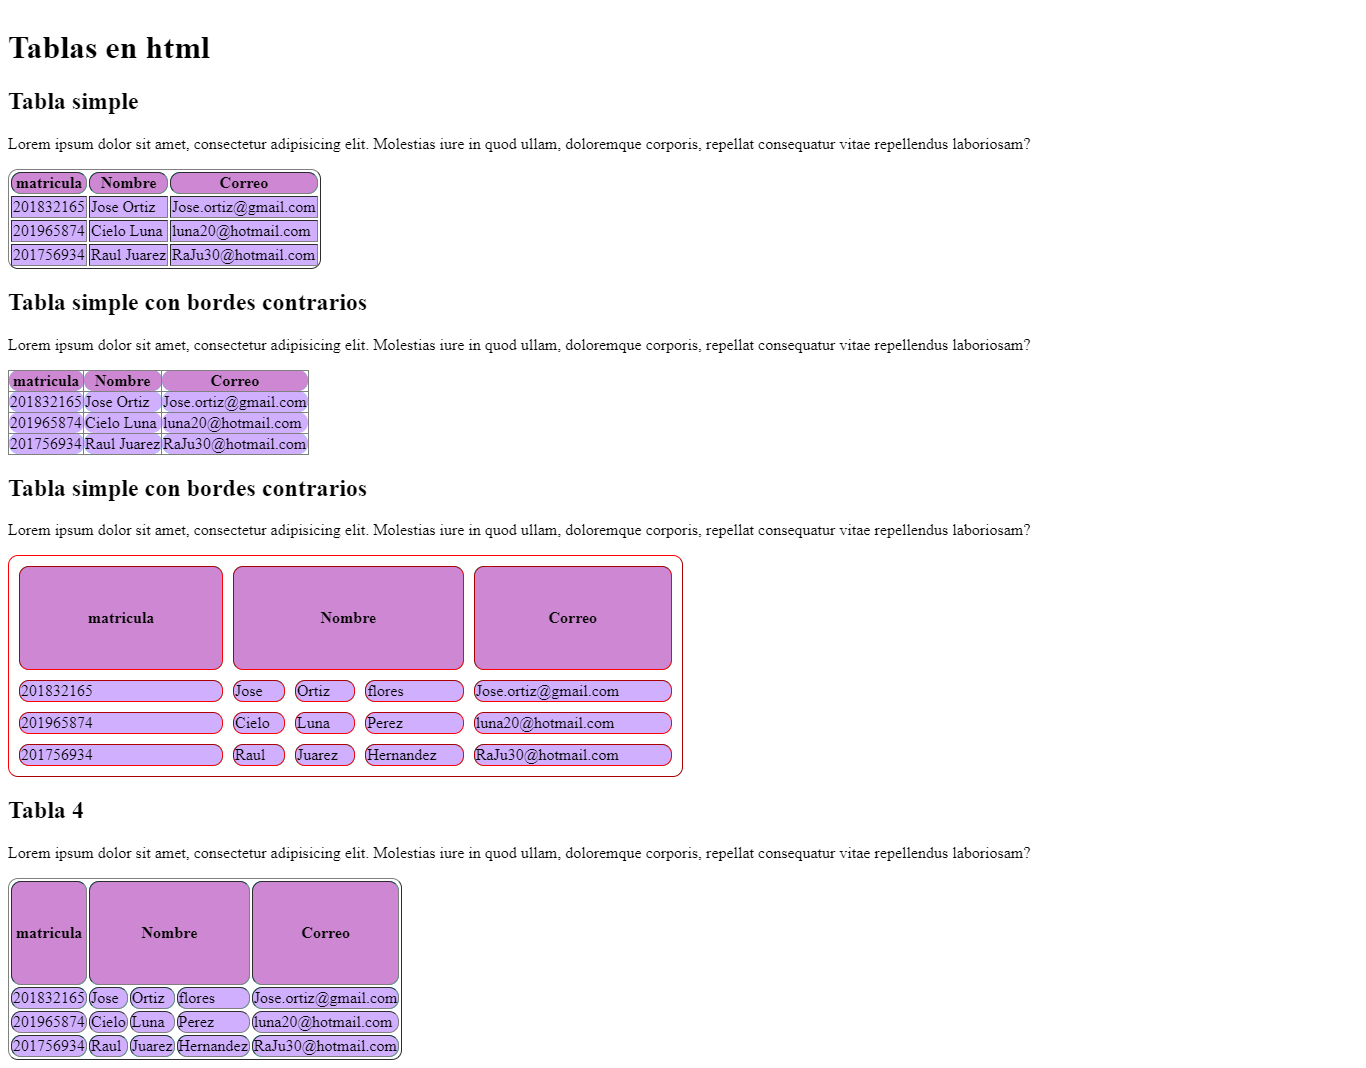 Tablas en html
Tabla simple
Lorem ipsum dolor sit amet, consectetur adipisicing elit. Molestias iure in quod ullam, doloremque corporis, repellat consequatur vitae repellendus laboriosam?
matricula Nombre Correo
201832165 Jose Ortiz Jose.ortiz@gmail.com
201965874 Cielo Luna luna20@hotmail.com
201756934 Raul Juarez RaJu30@hotmail.com
Tabla simple con bordes contrarios
Lorem ipsum dolor sit amet, consectetur adipisicing elit. Molestias iure in quod ullam, doloremque corporis, repellat consequatur vitae repellendus laboriosam?
matricula Nombre Correo
201832165 Jose Ortiz Jose.ortiz@gmail.com
201965874 Cielo Luna luna20@hotmail.com
201756934 Raul Juarez RaJu30@hotmail.com
Tabla simple con bordes contrarios
Lorem ipsum dolor sit amet, consectetur adipisicing elit. Molestias iure in quod ullam, doloremque corporis, repellat consequatur vitae repellendus laboriosam?
matricula Nombre Correo
201832165 Jose Ortiz flores Jose.ortiz@gmail.com
201965874 Cielo Luna Perez luna20@hotmail.com
201756934 Raul Juarez Hernandez RaJu30@hotmail.com
Tabla 4
Lorem ipsum dolor sit amet, consectetur adipisicing elit. Molestias iure in quod ullam, doloremque corporis, repellat consequatur vitae repellendus laboriosam?
matricula Nombre Correo
201832165 Jose Ortiz flores Jose.ortiz@gmail.com
201965874 Cielo Luna Perez luna20@hotmail.com
201756934 Raul Juarez Hernandez RaJu30@hotmail.com